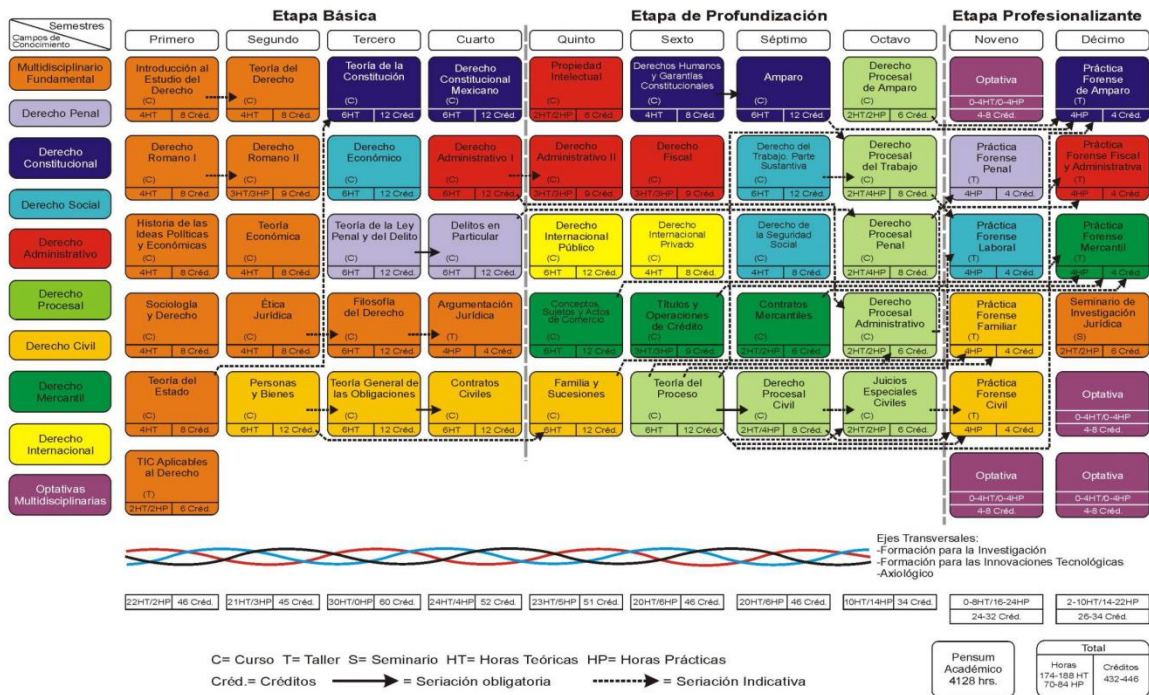 Etapa Básica
Etapa de Profundización
Etapa Profesionalizante
Semestres
Campos de
Conocimiento
Primero
Segundo
Tercero
Cuarto
Quinto
Sexto
Séptimo
Octavo
Noveno
Décimo
Multidisciplinario
Fundamental
Derecho Penal
Derecho
Constitucional
Derecho Social
Derecho
Administrativo
Derecho
Procesal
Derecho Civil
Derecho
Mercantil
Derecho
Internacional
Optativas
Multidisciplinarias
Introducción al
Estudio del
Derecho
(C)
4HT 8 Créd.
Teoría del
Derecho
(C)
4HT 8 Créd.
Teoría de la
Constitución
(C)
6HT 12 Créd.
Derecho
Constitucional
Mexicano
(C)
6HT 12 Créd.
Propiedad
Intelectual
(C)
2HT/2HP 6 Créd.
Derechos Humanos
y Garantías
Constitucionales
(C)
6HT 12 Créd.
Amparo
(C)
6HT 12 Créd.
Derecho
Procesal
de Amparo
(C)
2HT/2HP 6 Créd.
Optativa
0-4HT/0-4HP
4-8 Créd.
Práctica
Forense
de Amparo
(T)
4HP 4 Créd.
Derecho
Romano I
(C)
4HT 8 Créd.
Derecho
Romano II
(C)
3HT/3HP 9 Créd.
Derecho
Económico
(C)
6HT 12 Créd.
Derecho
Administrativo I
(C)
6HT 12 Créd.
Derecho
Administrativo II
(C)
3HT/3HP 9 Créd.
Derecho
Fiscal
(C)
3HT/3HP 9 Créd.
Derecho del
Trabajo, Parte
Sustantiva
(C)
6HT 12 Créd.
Derecho
Procesal
del Trabajo
(C)
2HT/4HP 8 Créd.
Práctica
Forense
Penal
(T)
4HP 4 Créd.
Práctica
Forense Fiscal
y Administrativa
(T)
4HP 4 Créd.
Historia de las
Ideas Políticas
y Económicas
(C)
4HT 8 Créd.
Teoría
Económica
(C)
4HT 8 Créd.
Teoría de la Ley
Penal y del Delito
(C)
6HT 12 Créd.
Delitos en
Particular
(C)
6HT 12 Créd.
Derecho
Internacional
Público
(C)
6HT 12 Créd.
Derecho
Internacional
Privado
(C)
4HT 8 Créd.
Derecho de
la Seguridad
Social
(C)
4HT 8 Créd.
Derecho
Procesal
Penal
(C)
2HT/4HP 8 Créd.
Práctica
Forense
Laboral
(T)
4HP 4 Créd.
Práctica
Forense
Mercantil
(T)
4HP 4 Créd.
Sociología
y Derecho
(C)
4HT 8 Créd.
Ética
Jurídica
(C)
4HT 8 Créd.
Filosofía
del Derecho
(C)
6HT 12 Créd.
Argumentación
Jurídica
(T)
4HP 4 Créd.
Conceptos,
Sujetos y Actos
de Comercio
(C)
6HT 12 Créd.
Títulos y
Operaciones
de Crédito
(C)
3HT/3HP 9 Créd.
Contratos
Mercantiles
(C)
2HT/2HP 6 Créd.
Derecho
Procesal
Administrativo
(C)
2HT/2HP 6 Créd.
Práctica
Forense
Familiar
(T)
4HP 4 Créd.
Seminario de
Investigación
Jurídica
(S)
2HT/2HP 6 Créd.
Teoría del
Estado
(C)
4HT 8 Créd.
Personas
y Bienes
(C)
6HT 12 Créd.
Teoría General de
las Obligaciones
(C)
6HT 12 Créd.
Contratos
Civiles
(C)
6HT 12 Créd.
Familia y
Sucesiones
(C)
6HT 12 Créd.
Teoría del
Proceso
(C)
6HT 12 Créd.
Derecho
Procesal
Civil
(C)
2HT/4HP 8 Créd.
Juicios
Especiales
Civiles
(C)
2HT/2HP 6 Créd.
Práctica
Forense
Civil
(T)
4HP 4 Créd.
Optativa
0-4HT/0-4HP
4-8 Créd.
TIC Aplicables
al Derecho
(T)
2HT/2HP 6 Créd.
Optativa
0-4HT/0-4HP
4-8 Créd.
Optativa
0-4HT/0-4HP
4-8 Créd.
Ejes Transversales:
-Formación para la Investigación
-Formación para las Innovaciones Tecnológicas
-Axiológico
22HT/2HP 46 Créd.
21HT/3HP 45 Créd.
30HT/0HP 60 Créd.
24HT/4HP 52 Créd.
23HT/5HP 51 Créd.
20HT/6HP 46 Créd.
20HT/6HP 46 Créd.
10HT/14HP 34 Créd.
0-8HT/16-24HP
24-32 Créd.
2-10HT/14-22HP
26-34 Créd.
C= Curso T= Taller S= Seminario HT= Horas Teóricas HP= Horas Prácticas
Créd.= Créditos = Seriación obligatoria = Seriación Indicativa
Pensum
Académico
4128 hrs.
Total
Horas
174-188 HT
70-84 HP
Créditos
432-446